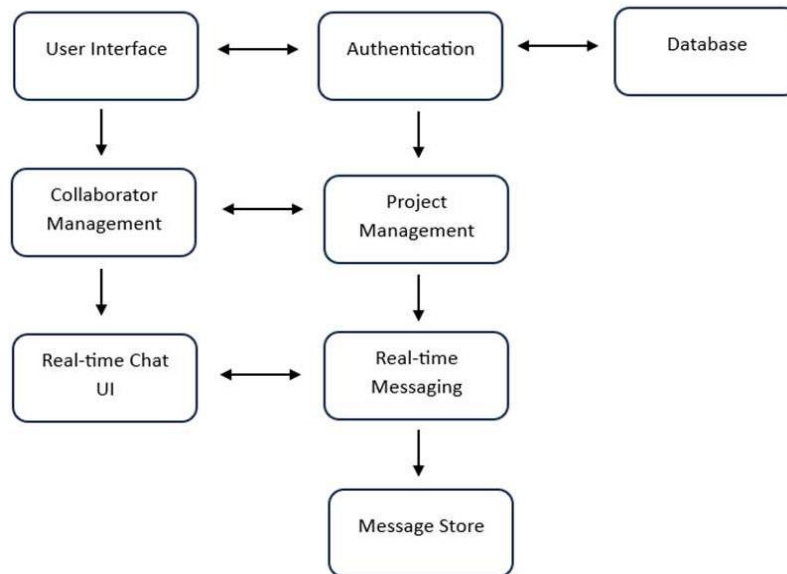 User Interface
Authentication
Database
Collaborator
Management
Project
Management
Real-time Chat
UI
Real-time
Messaging
Message Store